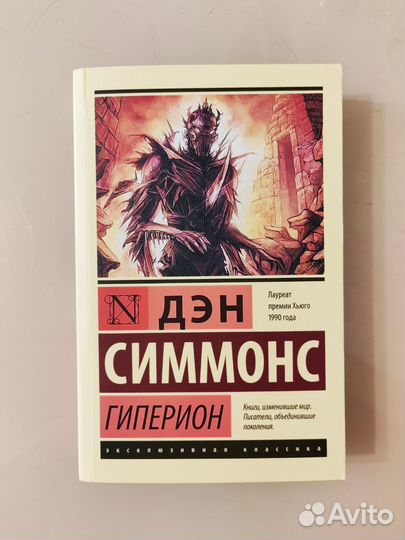 N
ДЭН
Лауреат
премии Хьюго
1990 года
СИММОНС
ГИПЕРИОН
Книги, изменившие мир.
Писатели, объединившие
поколения.
эксклюзивная классика
Avito